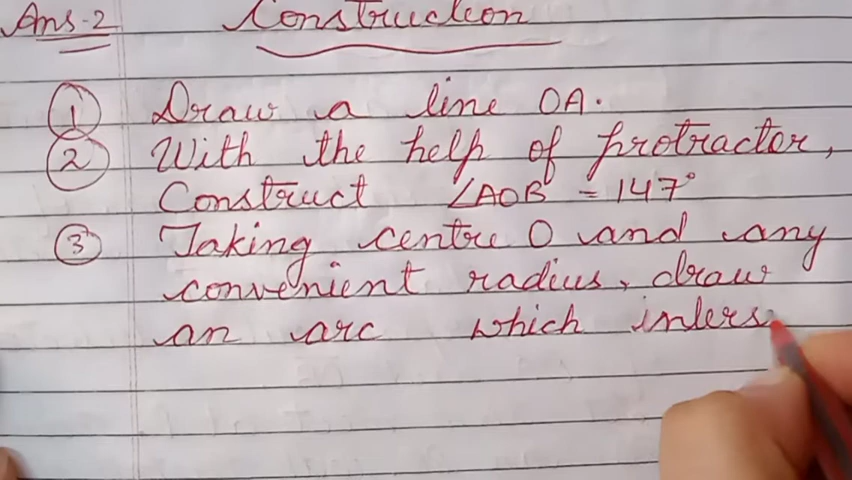 Ans-2 Construction
① Draw a line OA.
② With the help of protractor,
Construct ∠AOB = 147°
③ Taking centre O and any
convenient radius, draw
an arc which inters